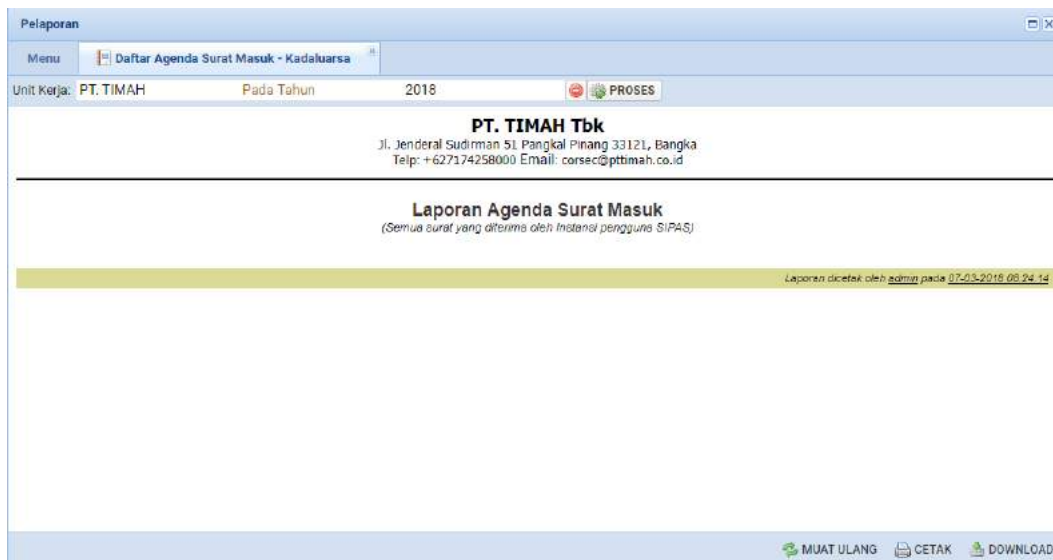 Pelaporan
Menu Daftar Agenda Surat Masuk - Kadaluarsa
Unit Kerja: PT. TIMAH Pada Tahun 2018 PROSES
PT. TIMAH Tbk
Jl. Jenderal Sudirman 51 Pangkal Pinang 33121, Bangka
Telp: +627174258000 Email: corsec@pttimah.co.id
Laporan Agenda Surat Masuk
(Semua surat yang diterima oleh Instansi pengguna SIPAS)
Laporan dicetak oleh admin pada 07-03-2018 08:24:14
MUAT ULANG CETAK DOWNLOAD